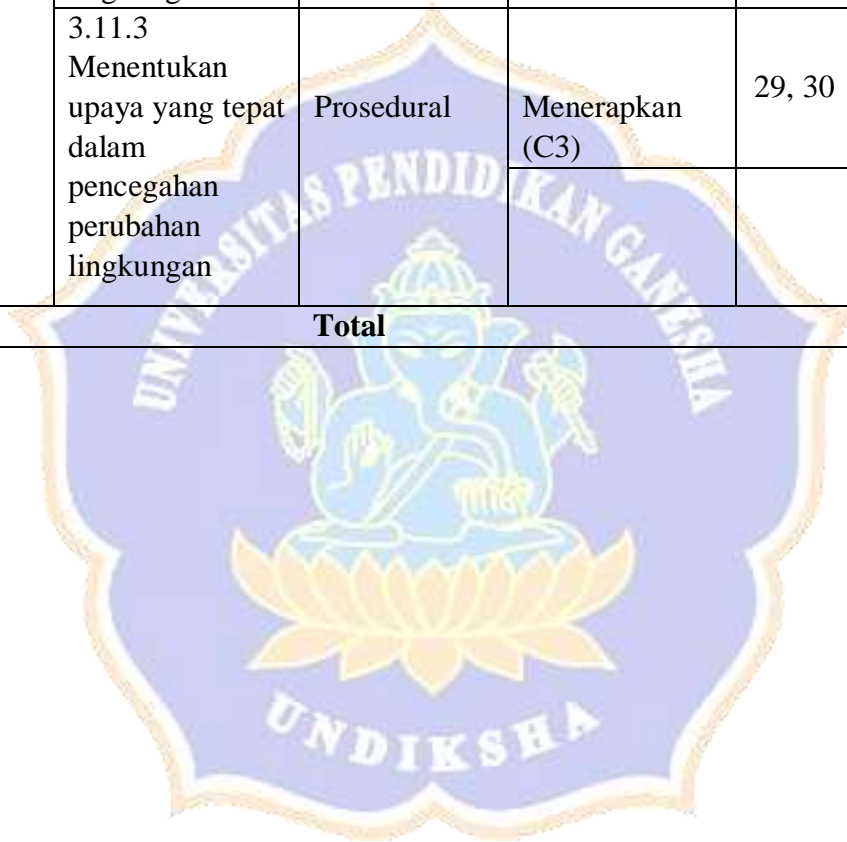 3.11.3
Menentukan
upaya yang tepat
dalam
pencegahan
perubahan
lingkungan
Prosedural
Menerapkan
(C3)
29, 30
Total
UNIVERSITAS PENDIDIKAN GANESHA
UNDIKSHA